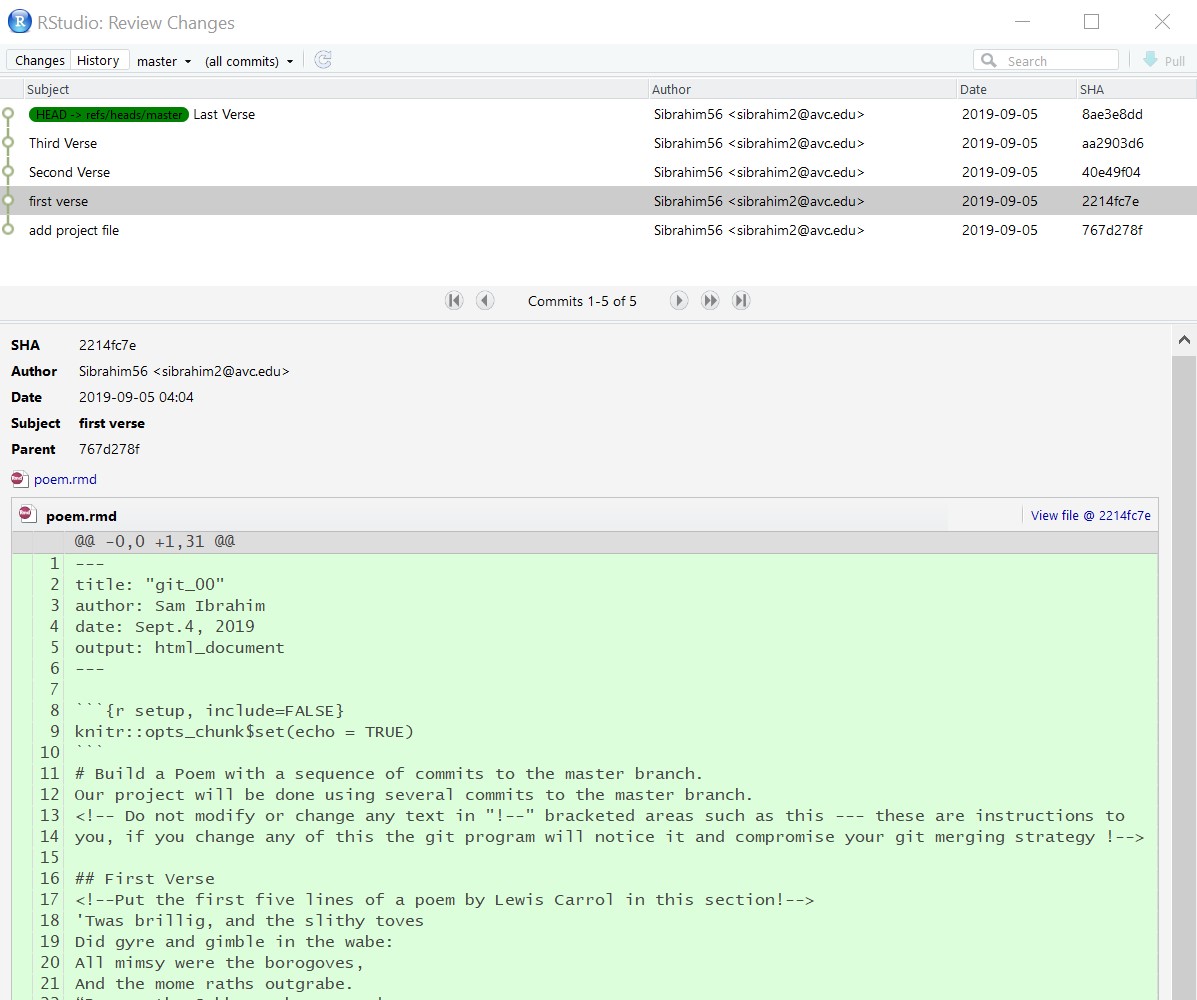 RStudio: Review Changes
Changes History master (all commits) Search Pull
Subject Author Date SHA
HEAD -> refs/heads/master Last Verse Sibrahim56 <sibrahim2@avc.edu> 2019-09-05 8ae3e8dd
Third Verse Sibrahim56 <sibrahim2@avc.edu> 2019-09-05 aa2903d6
Second Verse Sibrahim56 <sibrahim2@avc.edu> 2019-09-05 40e49f04
first verse Sibrahim56 <sibrahim2@avc.edu> 2019-09-05 2214fc7e
add project file Sibrahim56 <sibrahim2@avc.edu> 2019-09-05 767d278f
Commits 1-5 of 5
SHA 2214fc7e
Author Sibrahim56 <sibrahim2@avc.edu>
Date 2019-09-05 04:04
Subject first verse
Parent 767d278f
poem.rmd
poem.rmd View file @ 2214fc7e
@@ -0,0 +1,31 @@
1 ---
2 title: "git_OO"
3 author: Sam Ibrahim
4 date: Sept.4, 2019
5 output: html_document
6 ---
7
8 ```{r setup, include=FALSE}
9 knitr::opts_chunk$set(echo = TRUE)
10 ```
11 # Build a Poem with a sequence of commits to the master branch.
12 Our project will be done using several commits to the master branch.
13 <!-- Do not modify or change any text in "!--" bracketed areas such as this --- these are instructions to
14 you, if you change any of this the git program will notice it and compromise your git merging strategy !-->
15
16 ## First Verse
17 <!--Put the first five lines of a poem by Lewis Carrol in this section!-->
18 'Twas brillig, and the slithy toves
19 Did gyre and gimble in the wabe:
20 All mimsy were the borogoves,
21 And the mome raths outgrabe.